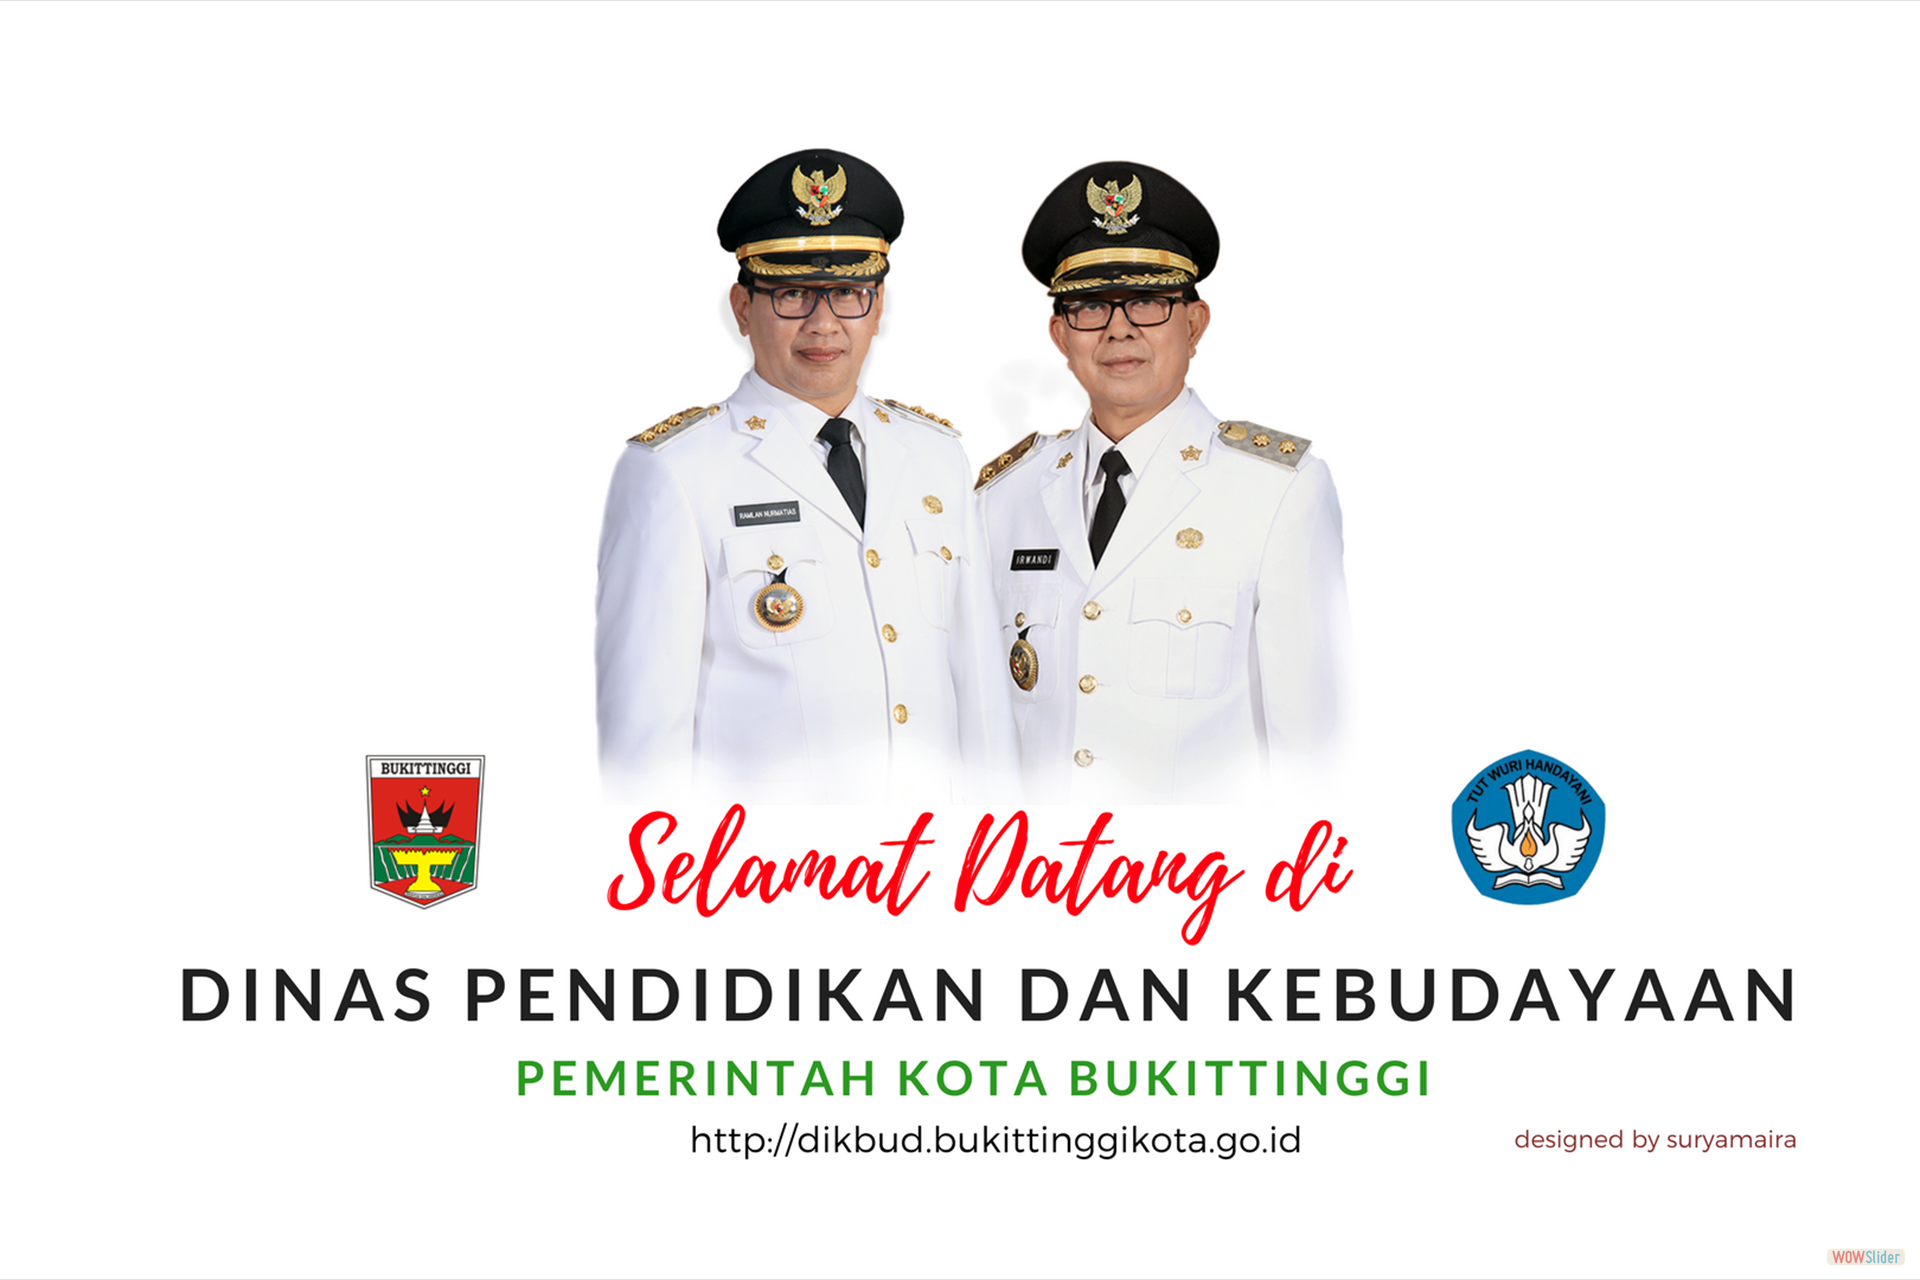 RAMLAN NURMATIAS
IRWANDI
BUKITTINGGI
TUT WURI HANDAYANI
Selamat Datang di
DINAS PENDIDIKAN DAN KEBUDAYAAN
PEMERINTAH KOTA BUKITTINGGI
http://dikbud.bukittinggikota.go.id
designed by suryamaira
WOWSlider